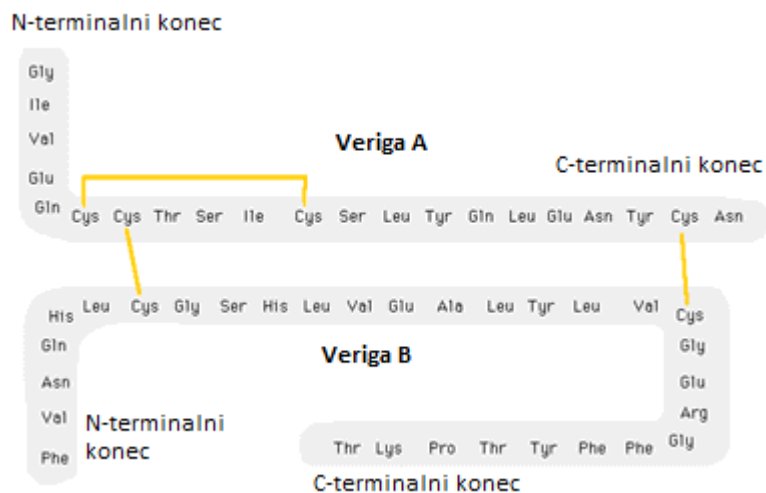 N-terminalni konec
Gly
Ile
Val
Glu
Gln
Veriga A
C-terminalni konec
Cys Cys Thr Ser Ile Cys Ser Leu Tyr Gln Leu Glu Asn Tyr Cys Asn
His Leu Cys Gly Ser His Leu Val Glu Ala Leu Tyr Leu Val Cys
Gln
Asn
Val
Phe
Veriga B
N-terminalni
konec
Gly
Glu
Arg
Thr Lys Pro Thr Tyr Phe Phe Gly
C-terminalni konec